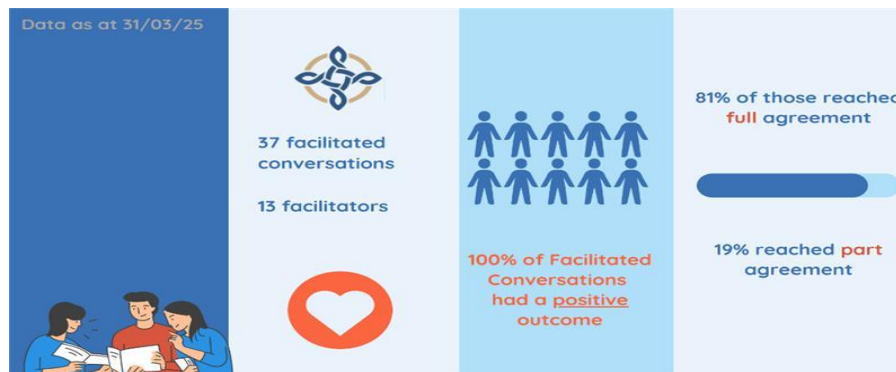 Data as at 31/03/25
37 facilitated
conversations
13 facilitators
100% of Facilitated
Conversations
had a positive
outcome
81% of those reached
full agreement
19% reached part
agreement